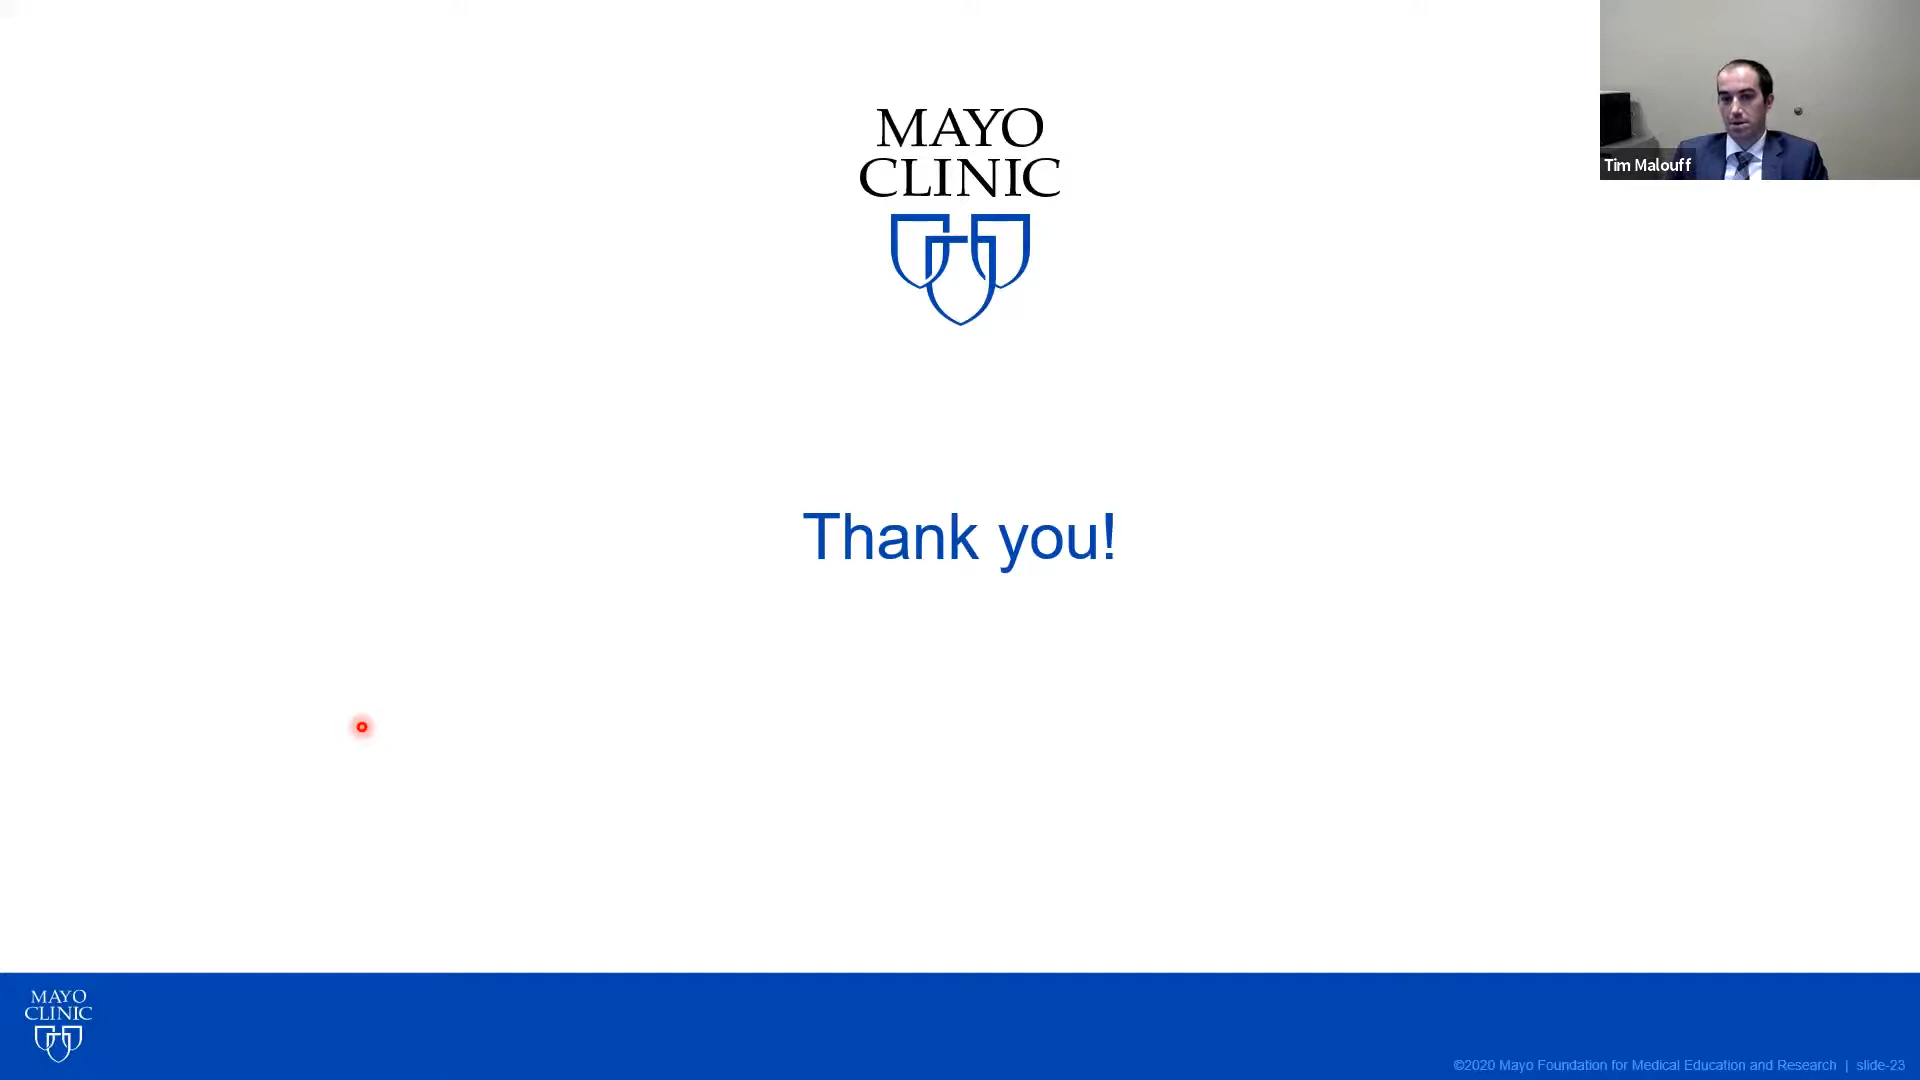 MAYO
CLINIC
Tim Malouff
Thank you!
MAYO
CLINIC
©2020 Mayo Foundation for Medical Education and Research | slide-23